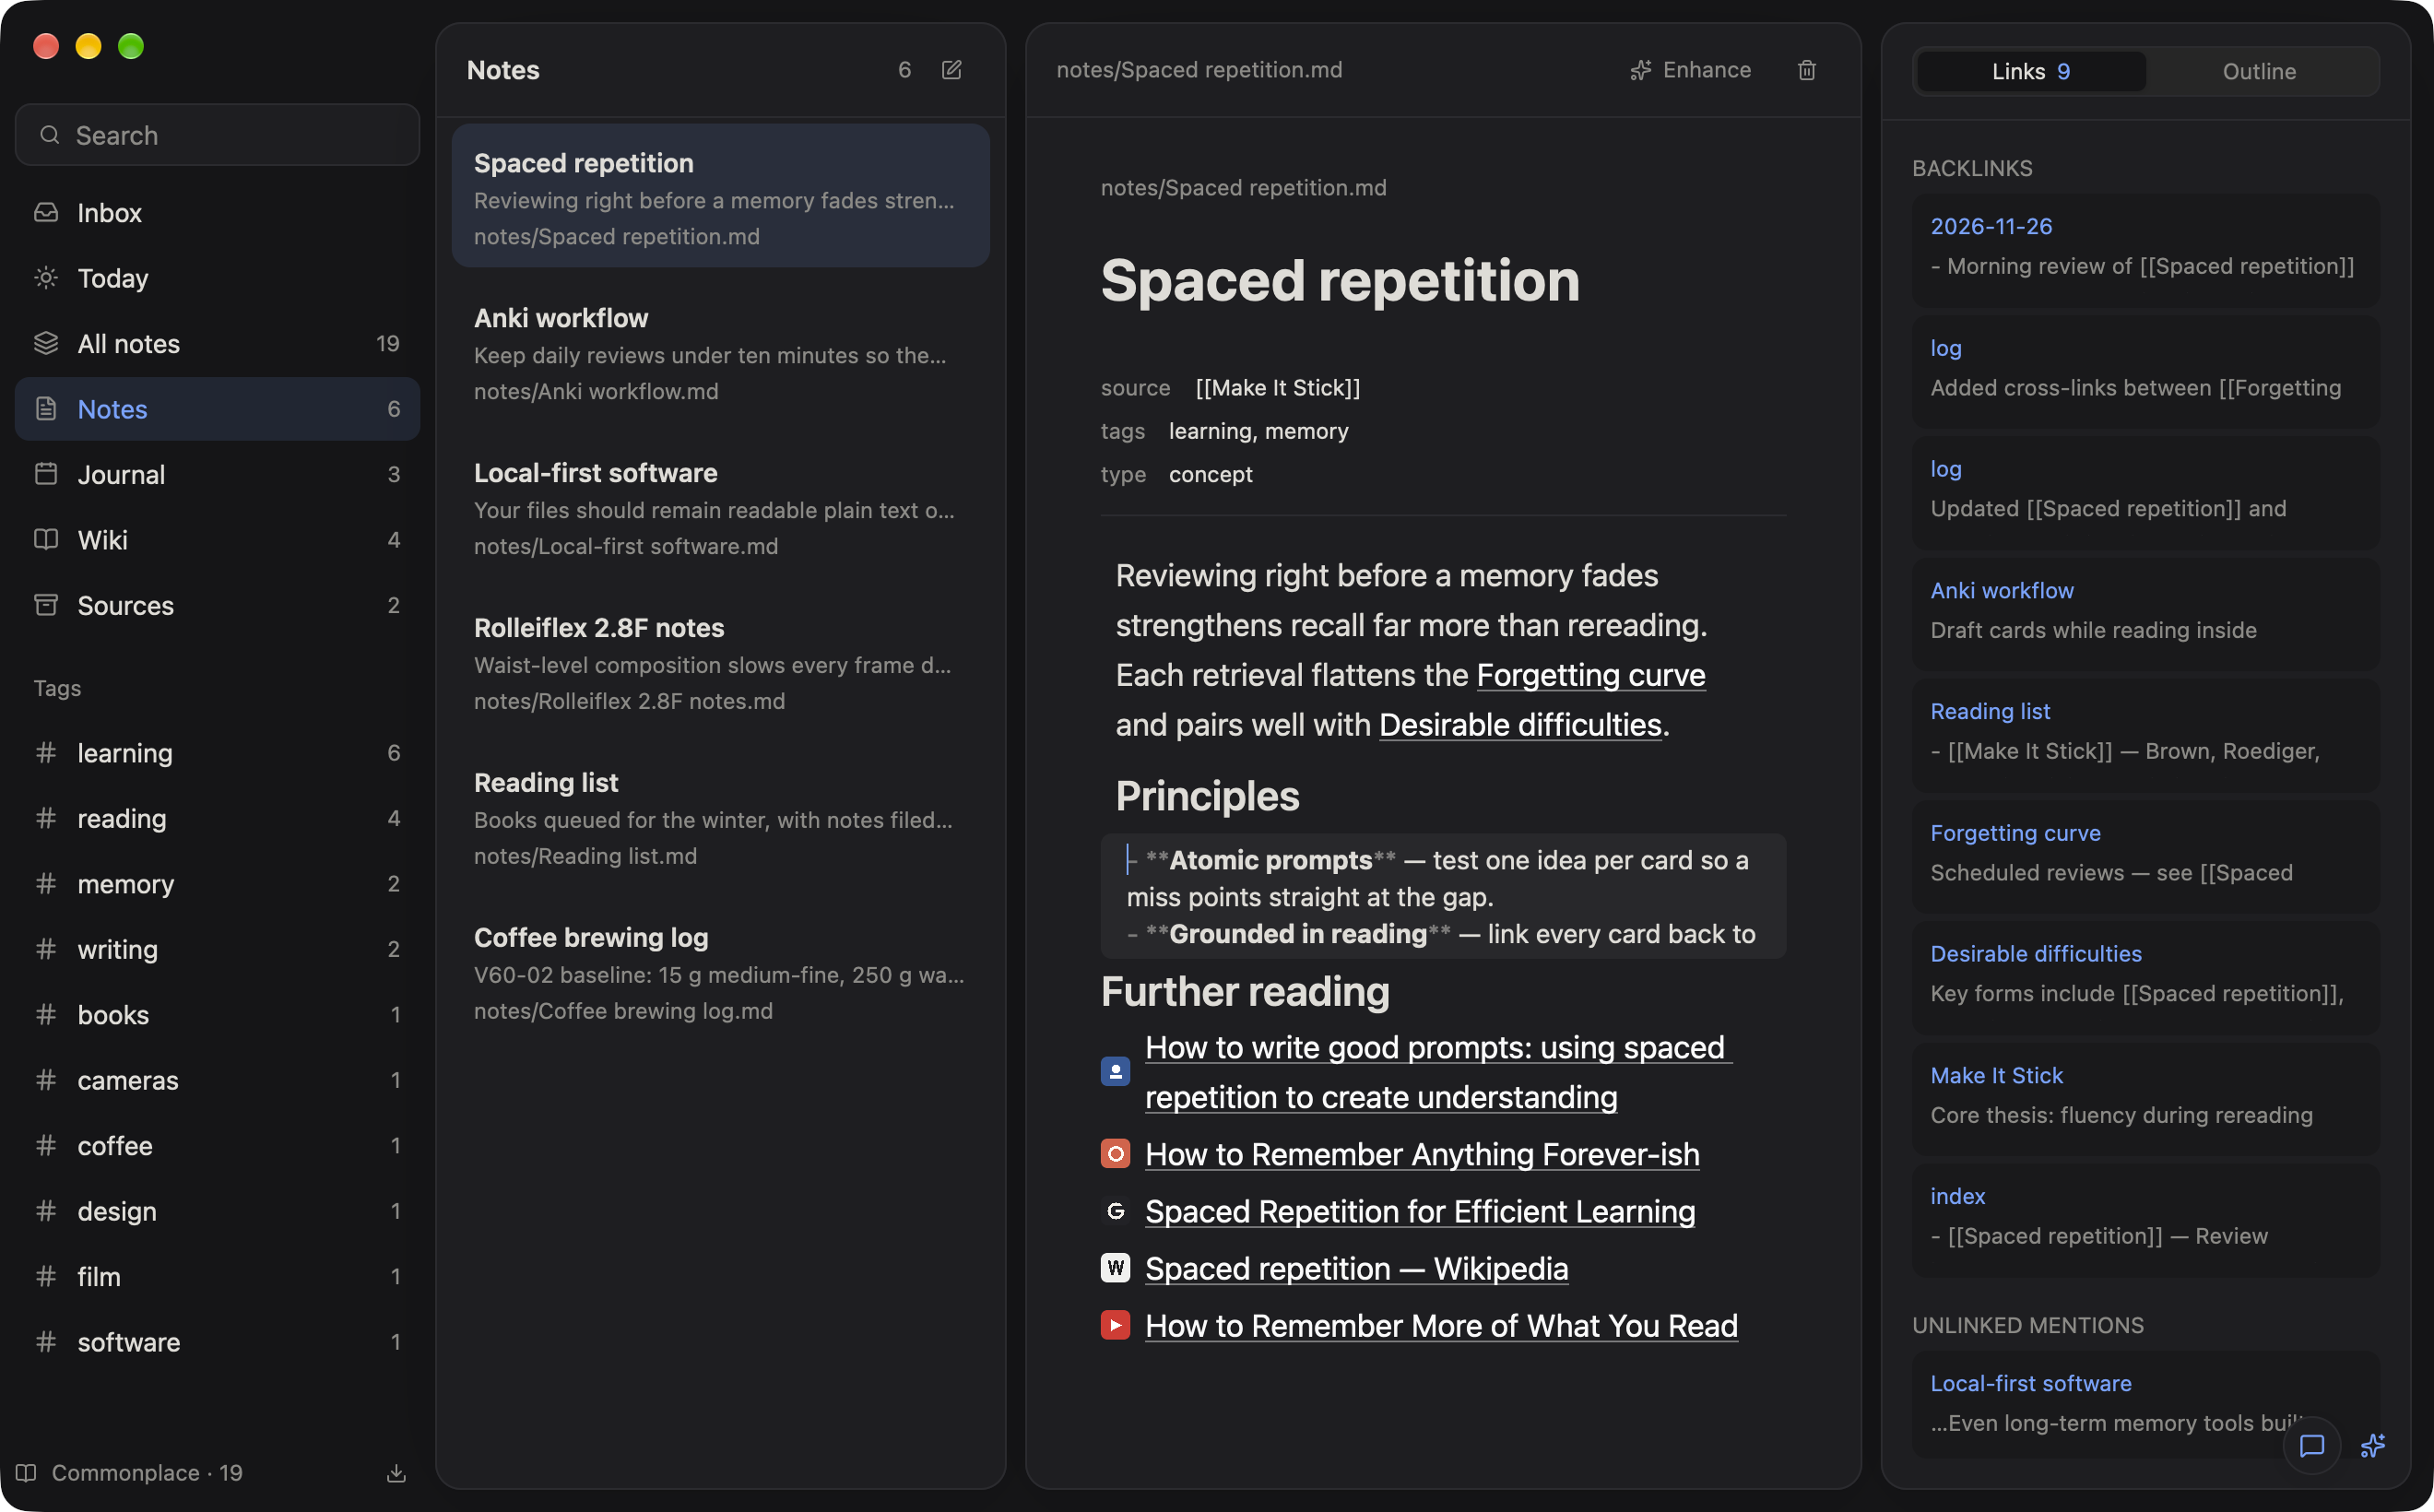 Search
Inbox
Today
All notes 19
Notes 6
Journal 3
Wiki 4
Sources 2
Tags
# learning 6
# reading 4
# memory 2
# writing 2
# books 1
# cameras 1
# coffee 1
# design 1
# film 1
# software 1
Commonplace · 19
Notes 6
Spaced repetition
Reviewing right before a memory fades stren...
notes/Spaced repetition.md
Anki workflow
Keep daily reviews under ten minutes so the...
notes/Anki workflow.md
Local-first software
Your files should remain readable plain text o...
notes/Local-first software.md
Rolleiflex 2.8F notes
Waist-level composition slows every frame d...
notes/Rolleiflex 2.8F notes.md
Reading list
Books queued for the winter, with notes filed...
notes/Reading list.md
Coffee brewing log
V60-02 baseline: 15 g medium-fine, 250 g wa...
notes/Coffee brewing log.md
notes/Spaced repetition.md Enhance
notes/Spaced repetition.md
Spaced repetition
source [[Make It Stick]]
tags learning, memory
type concept
Reviewing right before a memory fades
strengthens recall far more than rereading.
Each retrieval flattens the Forgetting curve
and pairs well with Desirable difficulties.
Principles
- **Atomic prompts** — test one idea per card so a
miss points straight at the gap.
- **Grounded in reading** — link every card back to
Further reading
How to write good prompts: using spaced
repetition to create understanding
How to Remember Anything Forever-ish
G Spaced Repetition for Efficient Learning
W Spaced repetition — Wikipedia
How to Remember More of What You Read
Links 9 Outline
BACKLINKS
2026-11-26
- Morning review of [[Spaced repetition]]
log
Added cross-links between [[Forgetting
log
Updated [[Spaced repetition]] and
Anki workflow
Draft cards while reading inside
Reading list
- [[Make It Stick]] — Brown, Roediger,
Forgetting curve
Scheduled reviews — see [[Spaced
Desirable difficulties
Key forms include [[Spaced repetition]],
Make It Stick
Core thesis: fluency during rereading
index
- [[Spaced repetition]] — Review
UNLINKED MENTIONS
Local-first software
...Even long-term memory tools